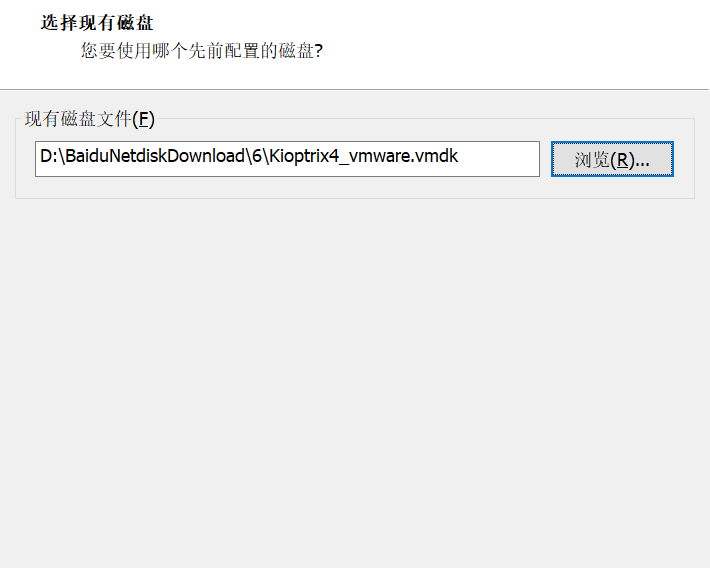 选择现有磁盘
您要使用哪个先前配置的磁盘?
现有磁盘文件(F)
D:\BaiduNetdiskDownload\6\Kioptrix4_vmware.vmdk
浏览(R)...